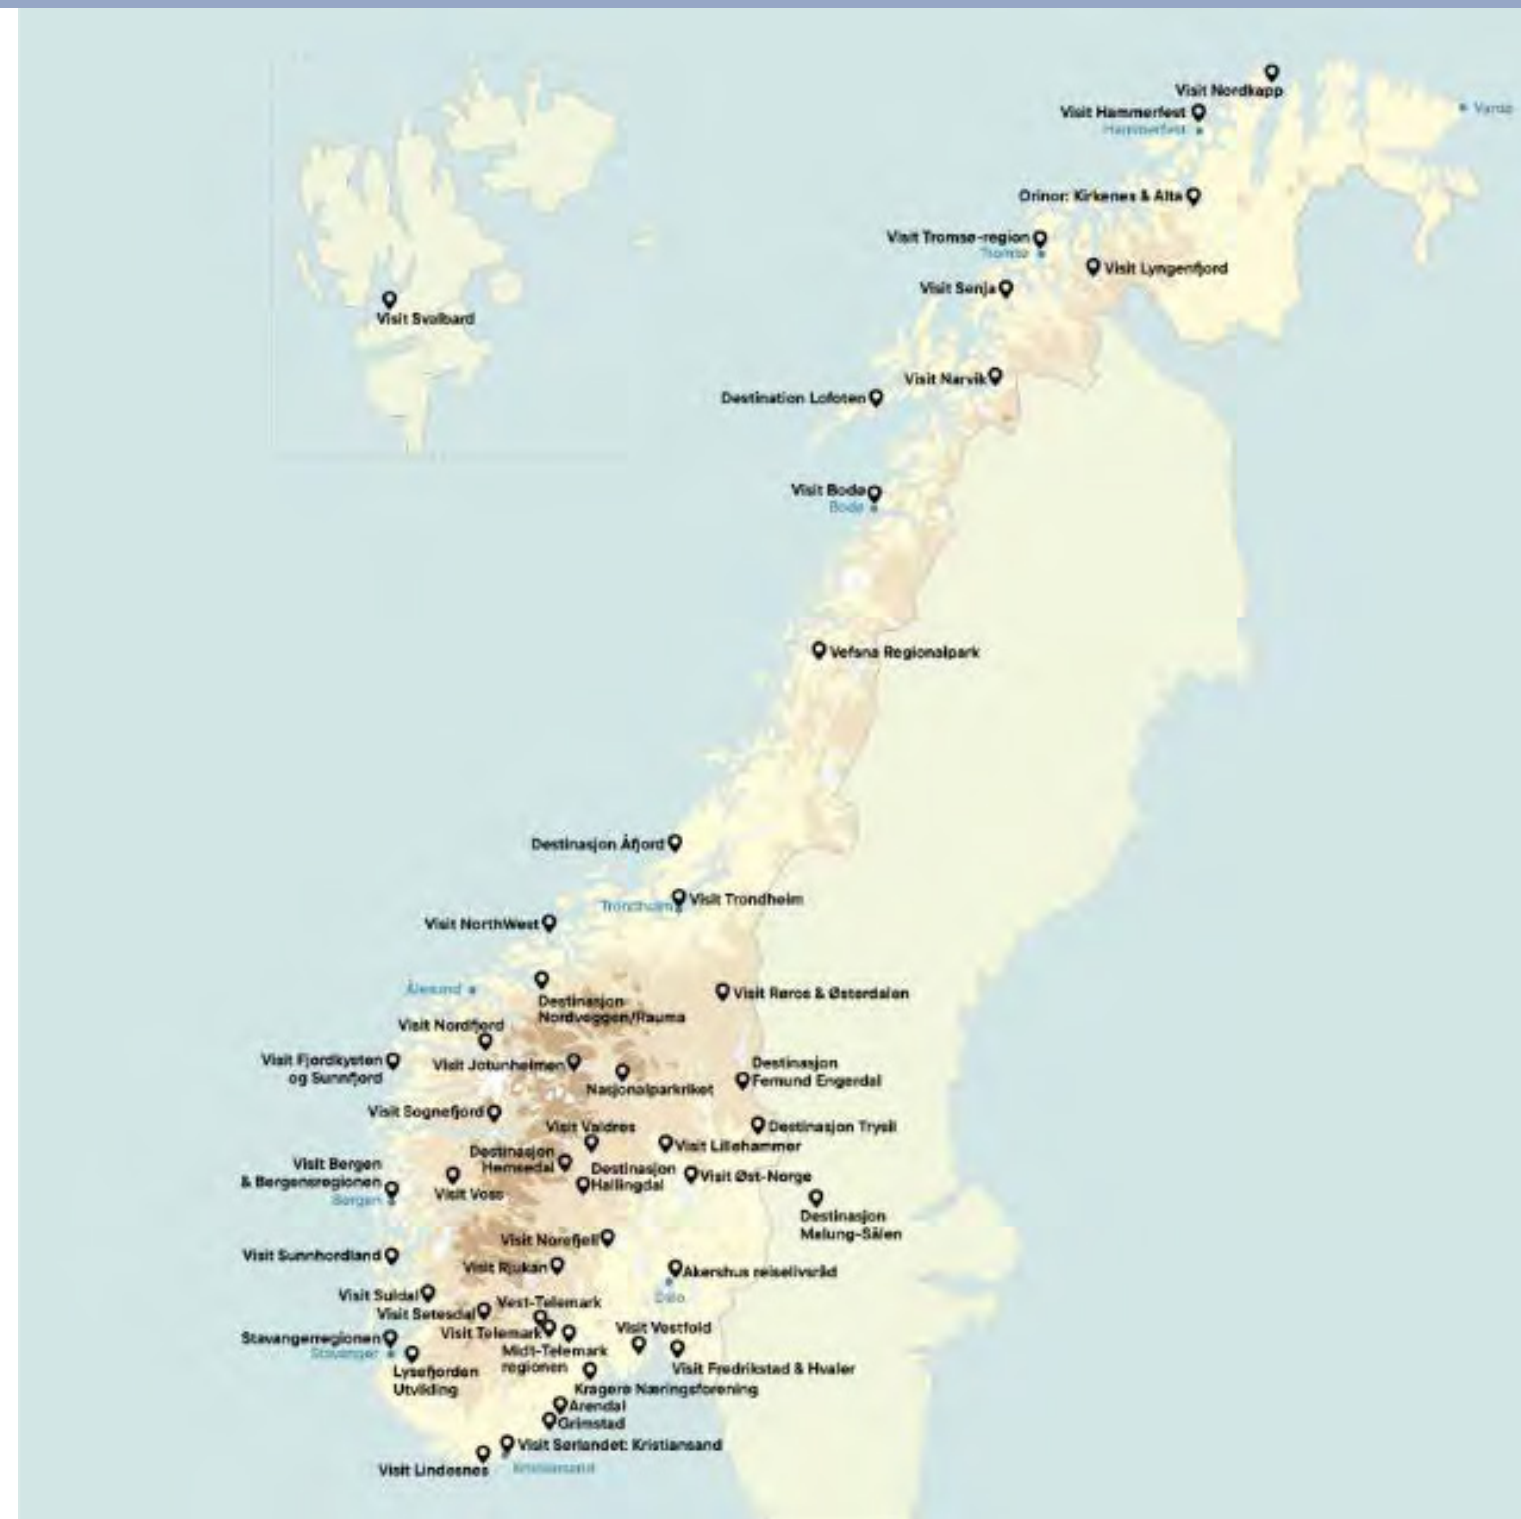 Visit Nordkapp
Visit Hammerfest
Hammerfest
Vardø
Orinor: Kirkenes & Alta
Visit Tromsø-region
Tromsø
Visit Lyngenfjord
Visit Senja
Visit Svalbard
Visit Narvik
Destination Lofoten
Visit Bodø
Bodø
Vefsna Regionalpark
Destinasjon Åfjord
Visit Trondheim
Trondheim
Visit NorthWest
Ålesund
Destinasjon
Nordveggen/Rauma
Visit Røros & Østerdalen
Visit Nordfjord
Visit Fjordkysten
og Sunnfjord
Visit Jotunheimen
Nasjonalparkriket
Destinasjon
Femund Engerdal
Visit Sognefjord
Visit Valdres
Destinasjon Trysil
Visit Lillehammer
Destinasjon
Hemsedal
Visit Bergen
& Bergensregionen
Bergen
Visit Voss
Destinasjon
Hallingdal
Visit Øst-Norge
Destinasjon
Malung-Sälen
Visit Norefjell
Visit Sunnhordland
Visit Rjukan
Akershus reiselivsråd
Oslo
Visit Suldal
Visit Setesdal
Vest-Telemark
Visit Telemark
Visit Vestfold
Stavangerregionen
Stavanger
Midt-Telemark
regionen
Lysefjorden
Utvikling
Visit Fredrikstad & Hvaler
Kragerø Næringsforening
Arendal
Grimstad
Visit Sørlandet: Kristiansand
Kristiansand
Visit Lindesnes